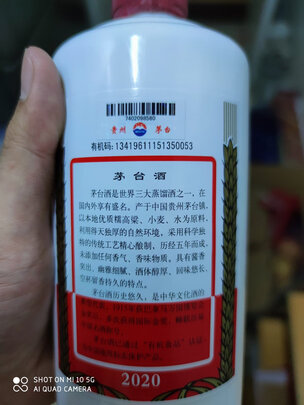 7402098580
贵州 茅台
有机码: 13419611151350053
茅台酒
茅台酒是世界三大蒸馏酒之一，在
国内外享有盛名。产于中国贵州茅台镇，
以本地优质糯高粱、小麦、水为原料，
利用得天独厚的自然环境，采用科学独
特的传统工艺精心酿制，历经五年而成，
未添加任何香气、香味物质。具有酱香
突出、幽雅细腻、酒体醇厚、回味悠长、
空杯留香持久的特点。
茅台酒历史悠久，是中华文化酒的
2020
SHOT ON MI 10 5G
AI QUAD CAMERA